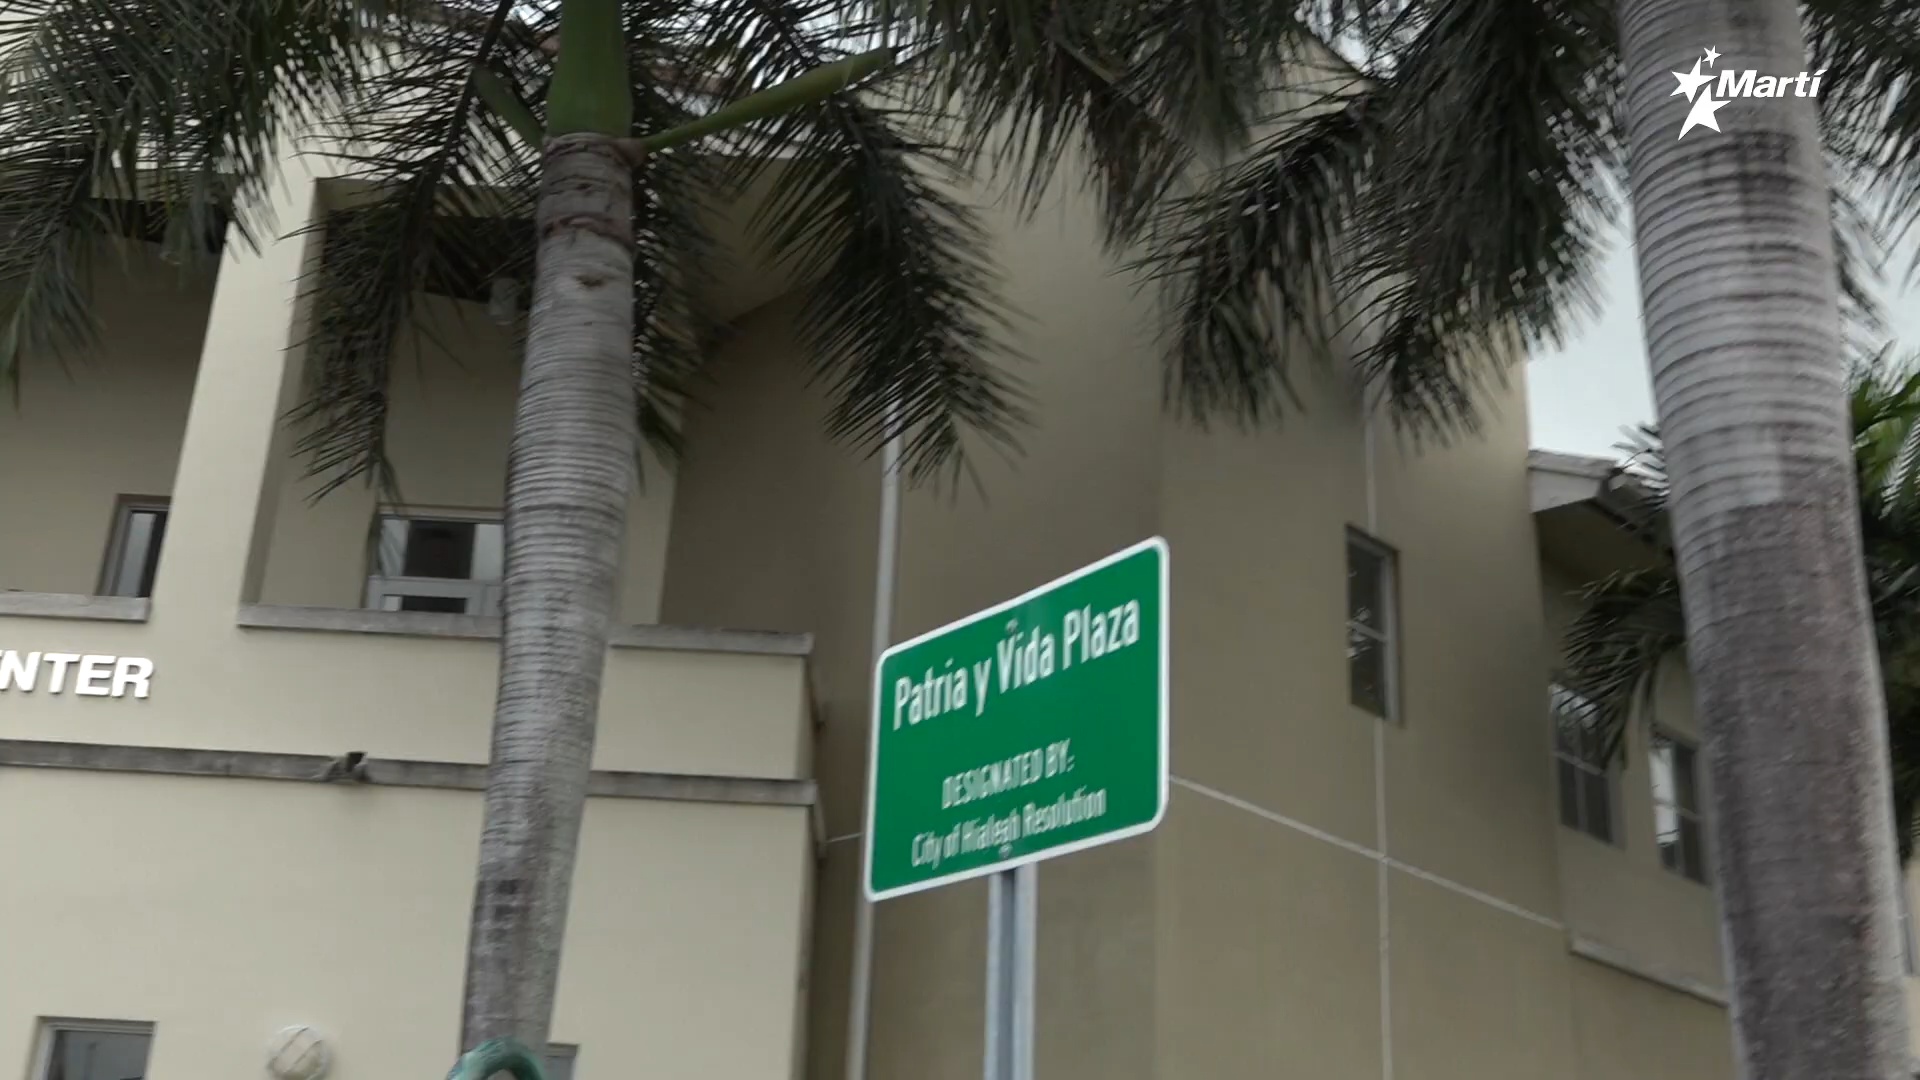 Martí
NTER
Patria y Vida Plaza
DESIGNATED BY:
City of Hialeah Resolution